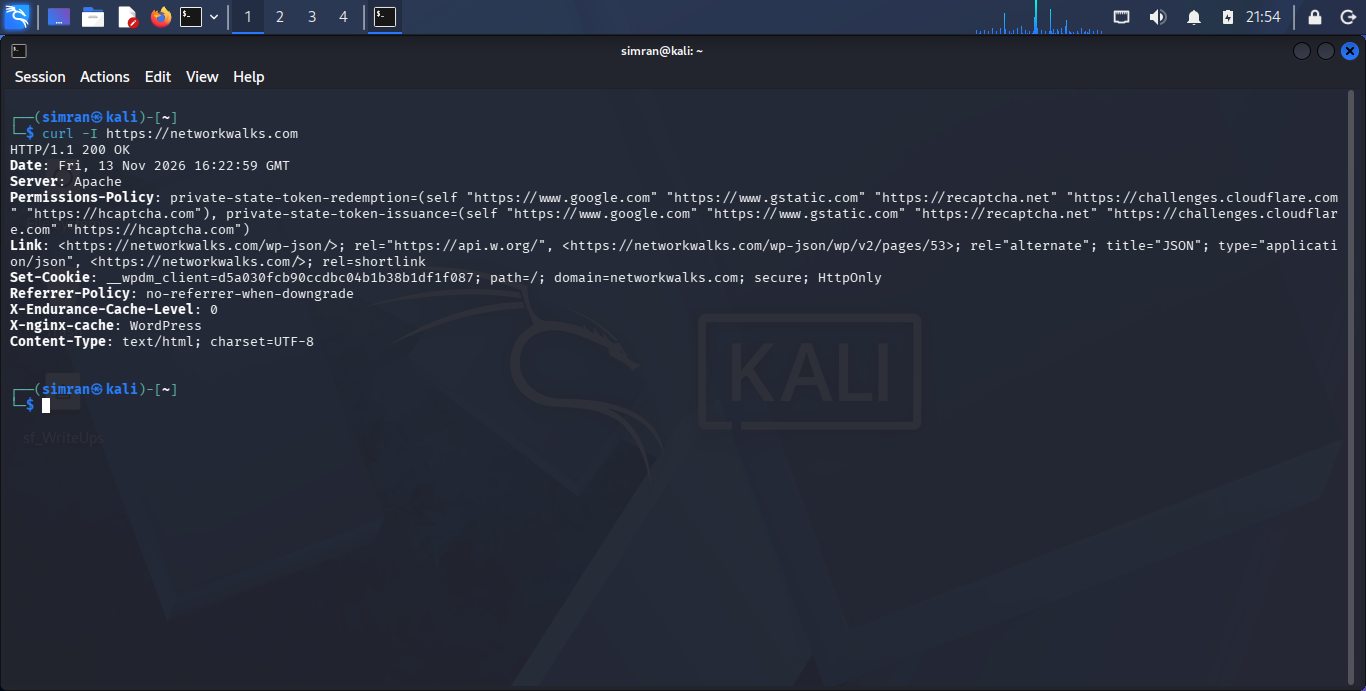 1 2 3 4 21:54
simran@kali: ~
Session Actions Edit View Help
┌──(simran㉿kali)-[~]
└─$ curl -I https://networkwalks.com
HTTP/1.1 200 OK
Date: Fri, 13 Nov 2026 16:22:59 GMT
Server: Apache
Permissions-Policy: private-state-token-redemption=(self "https://www.google.com" "https://www.gstatic.com" "https://recaptcha.net" "https://challenges.cloudflare.com
" "https://hcaptcha.com"), private-state-token-issuance=(self "https://www.google.com" "https://www.gstatic.com" "https://recaptcha.net" "https://challenges.cloudflar
e.com" "https://hcaptcha.com")
Link: <https://networkwalks.com/wp-json/>; rel="https://api.w.org/", <https://networkwalks.com/wp-json/wp/v2/pages/53>; rel="alternate"; title="JSON"; type="applicati
on/json", <https://networkwalks.com/>; rel=shortlink
Set-Cookie: __wpdm_client=d5a030fcb90ccdbc04b1b38b1df1f087; path=/; domain=networkwalks.com; secure; HttpOnly
Referrer-Policy: no-referrer-when-downgrade
X-Endurance-Cache-Level: 0
X-nginx-cache: WordPress
Content-Type: text/html; charset=UTF-8
┌──(simran㉿kali)-[~]
└─$
KALI
sf_WriteUps